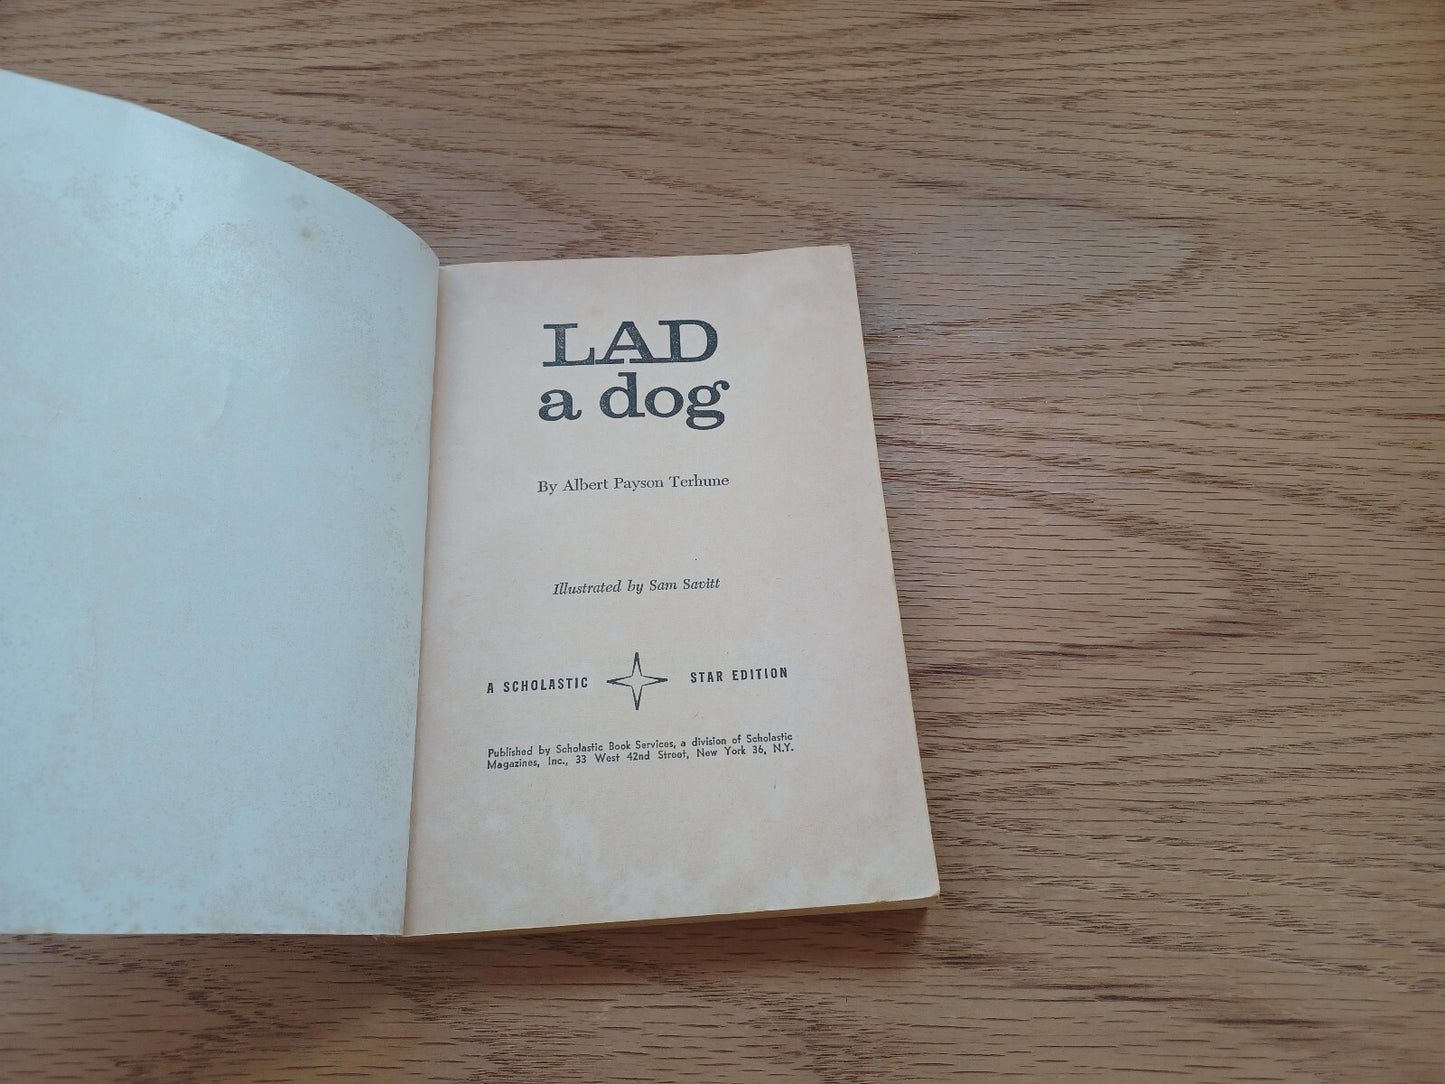 LAD
a dog
By Albert Payson Terhune
Illustrated by Sam Savitt
A SCHOLASTIC STAR EDITION
Published by Scholastic Book Services, a division of Scholastic
Magazines, Inc., 33 West 42nd Street, New York 36, N.Y.